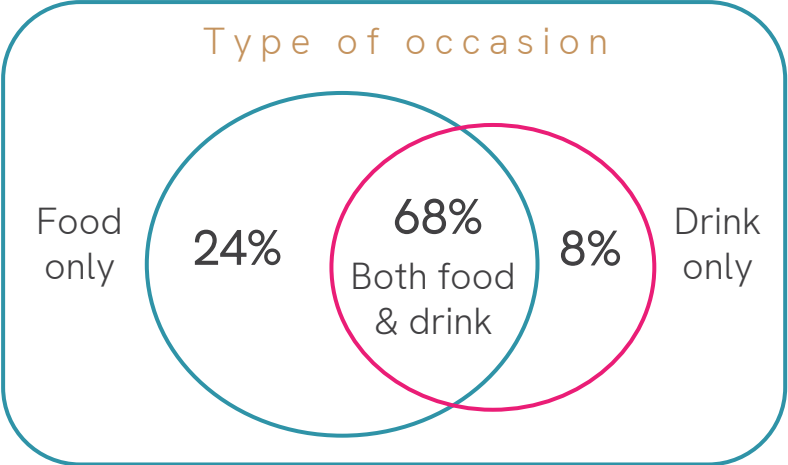 Type of occasion
Food
only
24%
68%
Both food
& drink
8%
Drink
only